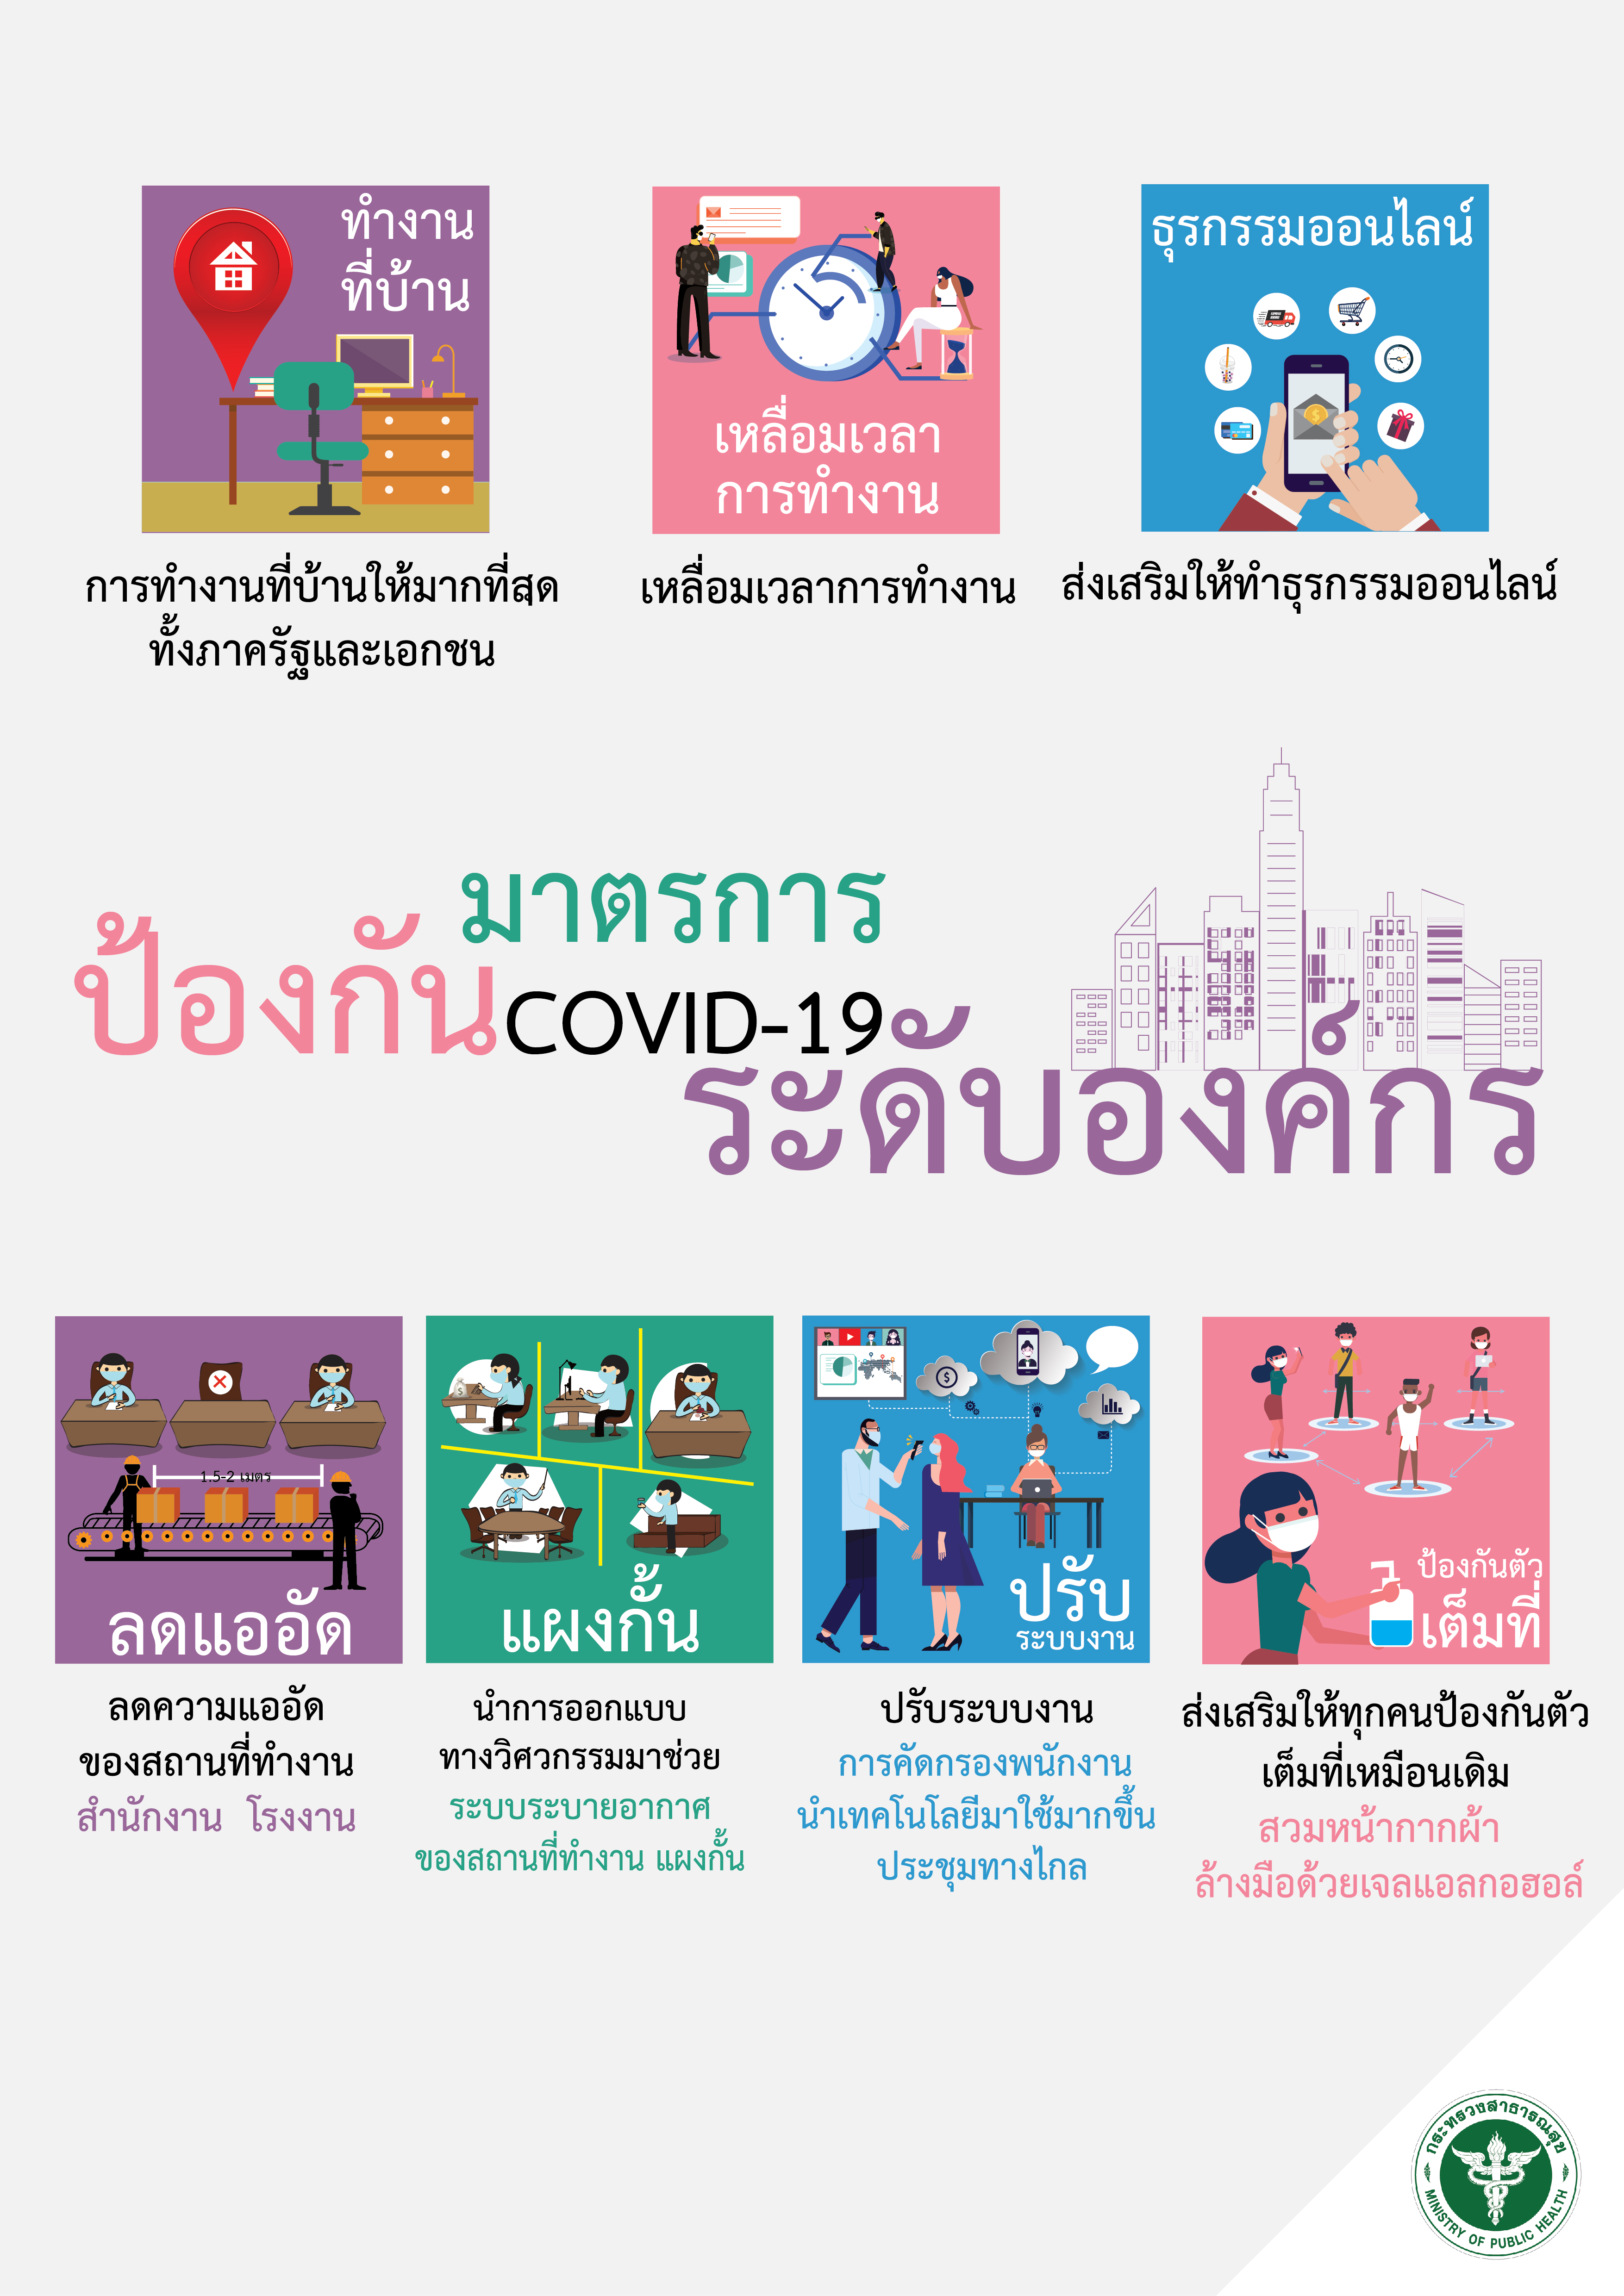 ทำงาน
ที่บ้าน
การทำงานที่บ้านให้มากที่สุด
ทั้งภาครัฐและเอกชน
เหลื่อมเวลา
การทำงาน
เหลื่อมเวลาการทำงาน
ธุรกรรมออนไลน์
ส่งเสริมให้ทำธุรกรรมออนไลน์
มาตรการ
ป้องกัน
COVID-19
ระดับองค์กร
1.5-2 เมตร
ลดแออัด
ลดความแออัด
ของสถานที่ทำงาน
สำนักงาน โรงงาน
แผงกั้น
นำการออกแบบ
ทางวิศวกรรมมาช่วย
ระบบระบายอากาศ
ของสถานที่ทำงาน แผงกั้น
ปรับ
ระบบงาน
ปรับระบบงาน
การคัดกรองพนักงาน
นำเทคโนโลยีมาใช้มากขึ้น
ประชุมทางไกล
ป้องกันตัว
เต็มที่
ส่งเสริมให้ทุกคนป้องกันตัว
เต็มที่เหมือนเดิม
สวมหน้ากากผ้า
ล้างมือด้วยเจลแอลกอฮอล์
กระทรวงสาธารณสุข
MINISTRY OF PUBLIC HEALTH